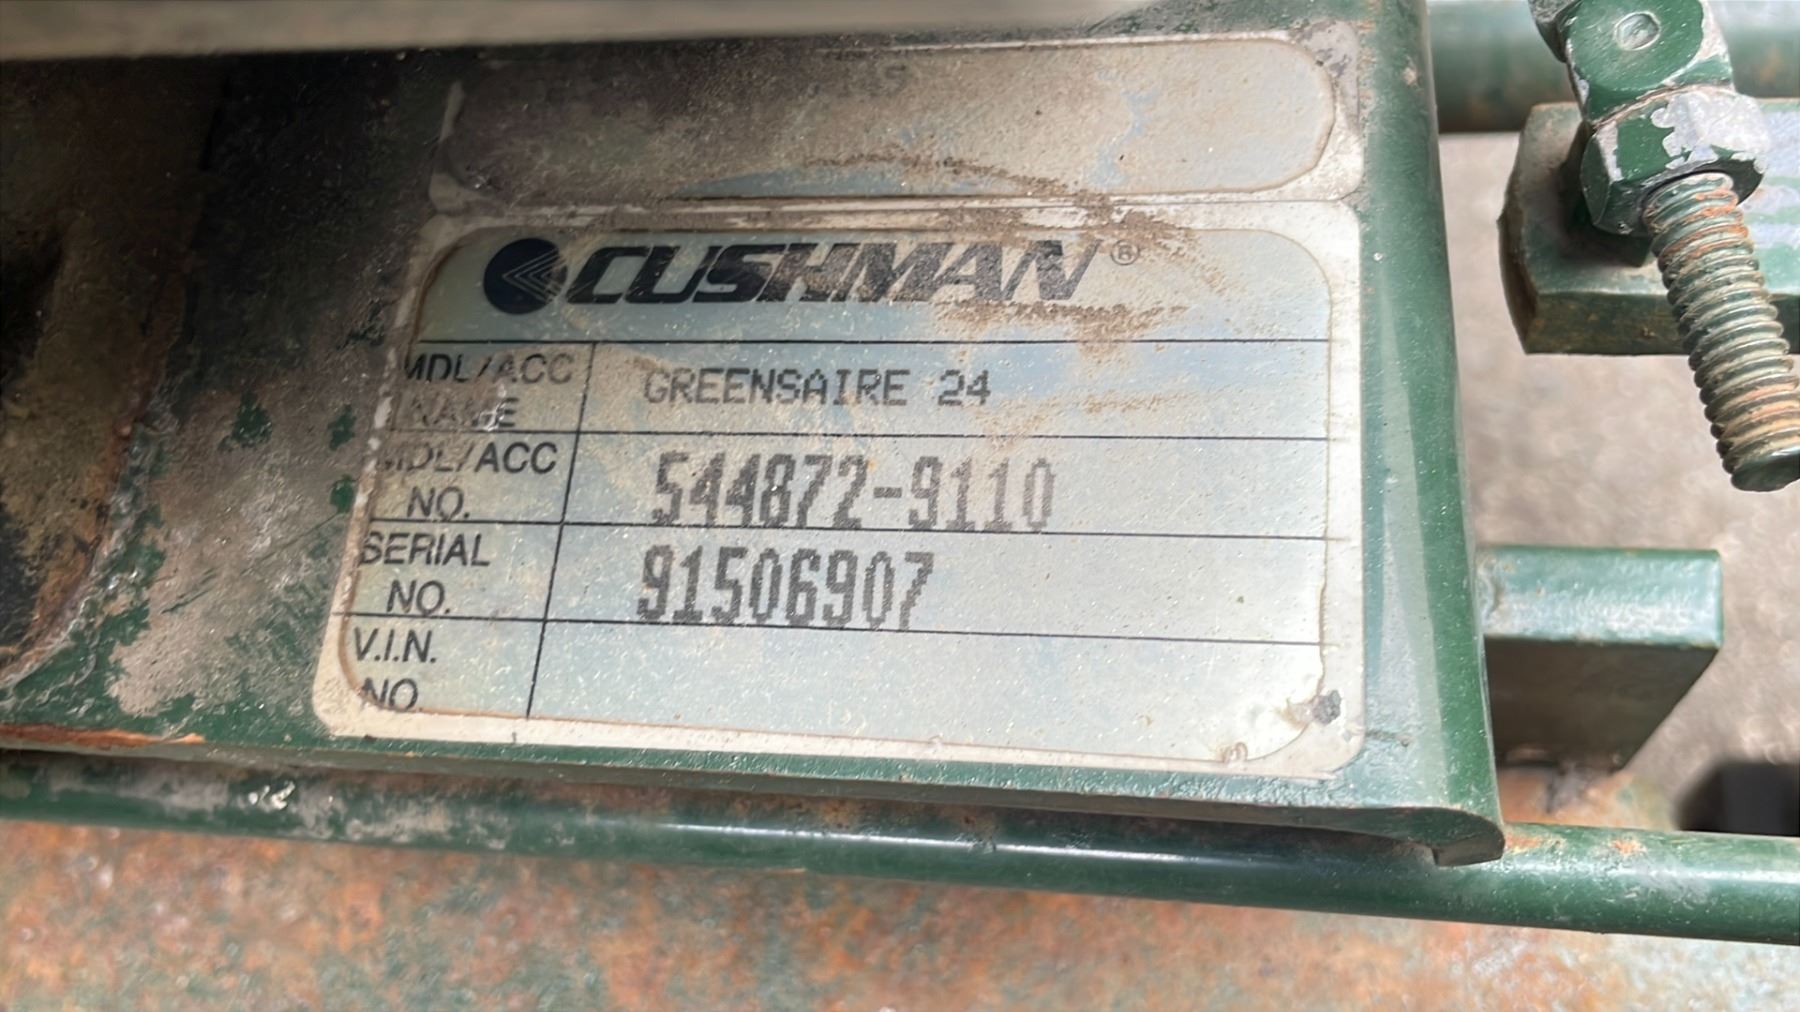 CUSHMAN®
MDL/ACC NAME GREENSAIRE 24
MDL/ACC NO. 544872-9110
SERIAL NO. 91506907
V.I.N. NO.